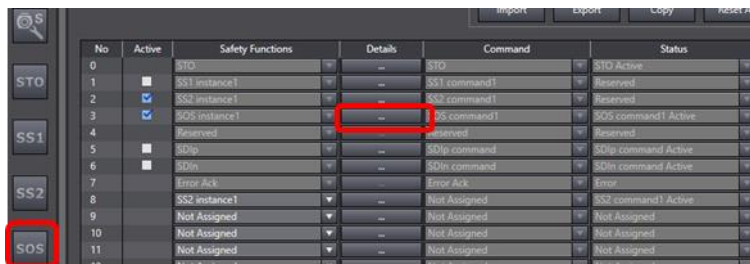 Import Export Copy Reset A
No Active Safety Functions Details Command Status
0 STO ... STO STO Active
1 SS1 instance1 ... SS1 command1 Reserved
2 SS2 instance1 ... SS2 command1 Reserved
3 SOS instance1 ... SOS command1 SOS command1 Active
4 Reserved ... Reserved Reserved
5 SDIp ... SDIp command SDIp command Active
6 SDIn ... SDIn command SDIn command Active
7 Error Ack ... Error Ack Error
8 SS2 instance1 ... Not Assigned SS2 command1 Active
9 Not Assigned ... Not Assigned Not Assigned
10 Not Assigned ... Not Assigned Not Assigned
11 Not Assigned ... Not Assigned Not Assigned
S
STO
SS1
SS2
SOS